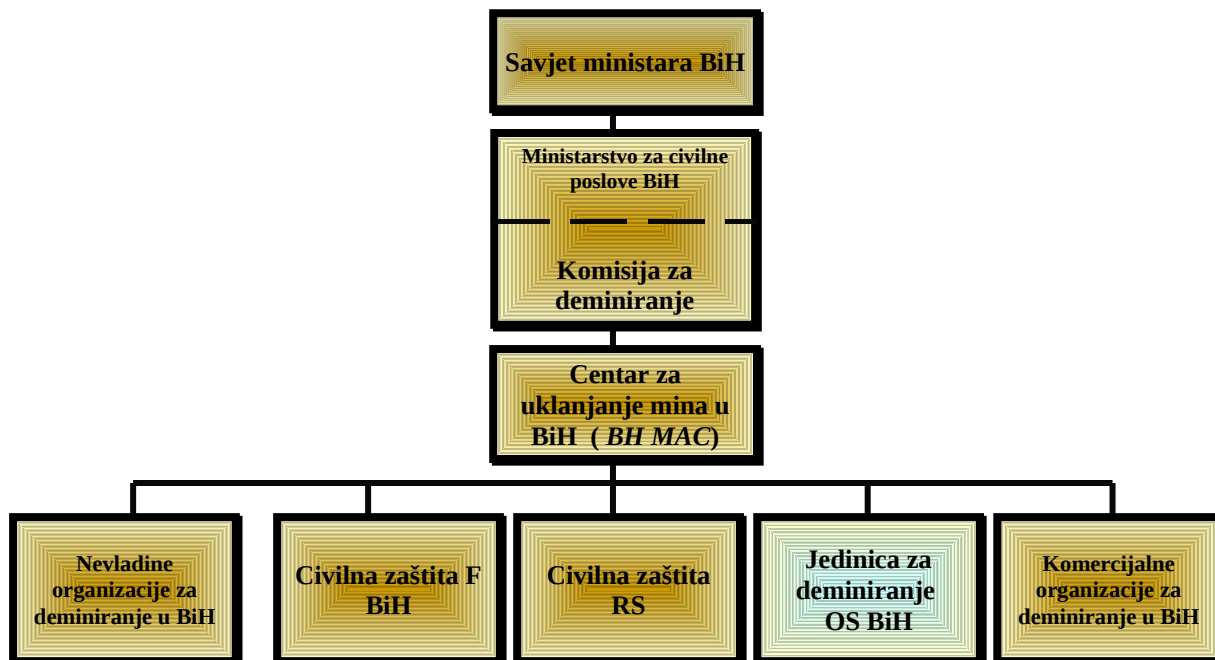 Savjet ministara BiH
Ministarstvo za civilne
poslove BiH
Komisija za
deminiranje
Centar za
uklanjanje mina u
BiH ( BH MAC)
Nevladine
organizacije za
deminiranje u BiH
Civilna zaštita F
BiH
Civilna zaštita
RS
Jedinica za
deminiranje
OS BiH
Komercijalne
organizacije za
deminiranje u BiH